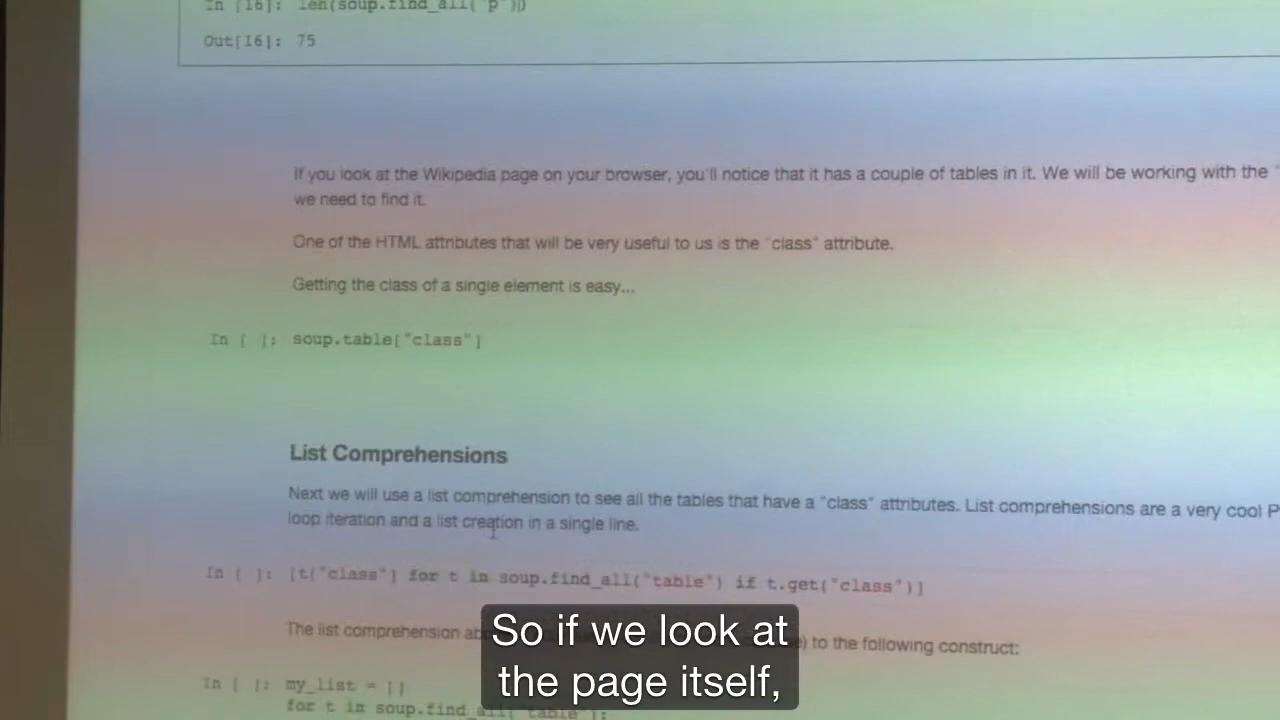 In [16]: len(soup.find_all("p"))
Out[16]: 75
If you look at the Wikipedia page on your browser, you'll notice that it has a couple of tables in it. We will be working with the "
we need to find it.
One of the HTML attributes that will be very useful to us is the "class" attribute.
Getting the class of a single element is easy...
In [ ]: soup.table["class"]
List Comprehensions
Next we will use a list comprehension to see all the tables that have a "class" attributes. List comprehensions are a very cool P
loop iteration and a list creation in a single line.
In [ ]: [t["class"] for t in soup.find_all("table") if t.get("class")]
The list comprehension ab e) to the following construct:
In [ ]: my_list = []
for t in soup.find_all("table"):
So if we look at
the page itself,